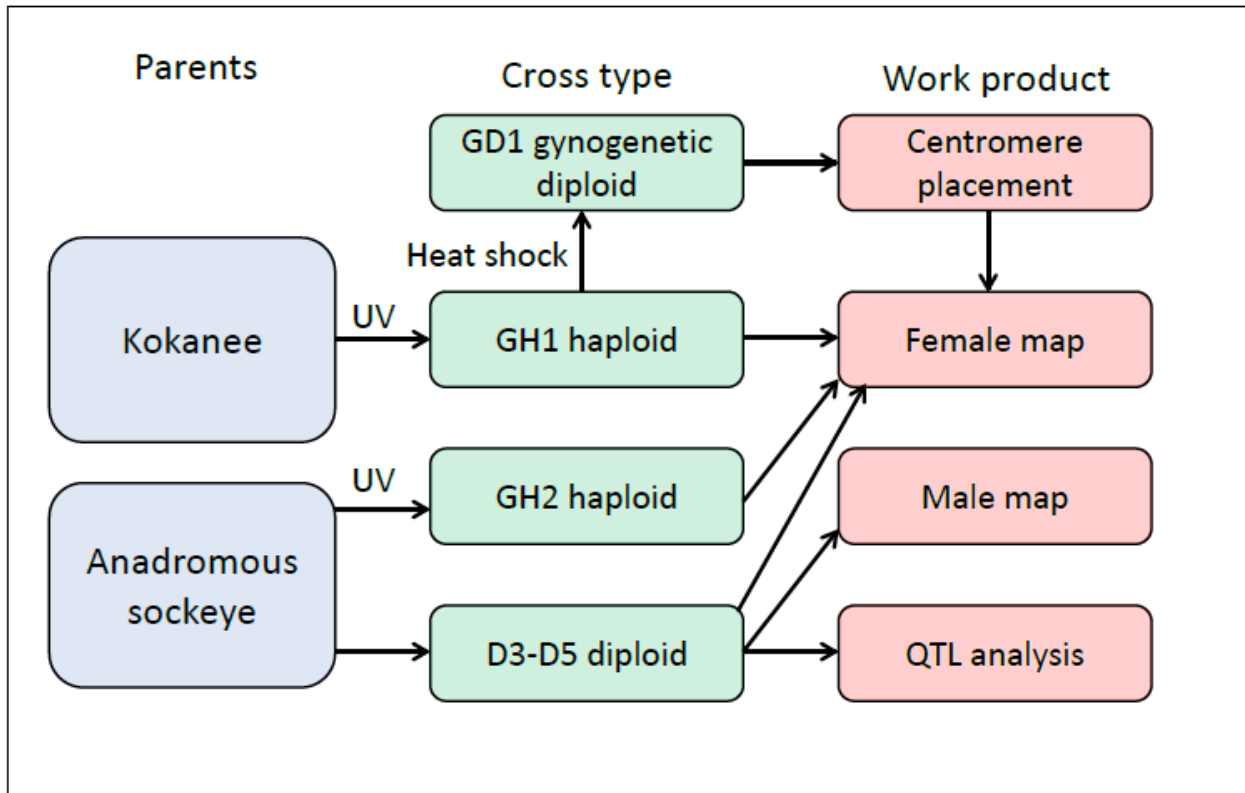 Parents
Cross type
Work product
GD1 gynogenetic
diploid
Centromere
placement
Heat shock
Kokanee
UV
GH1 haploid
Female map
UV
GH2 haploid
Male map
Anadromous
sockeye
D3-D5 diploid
QTL analysis